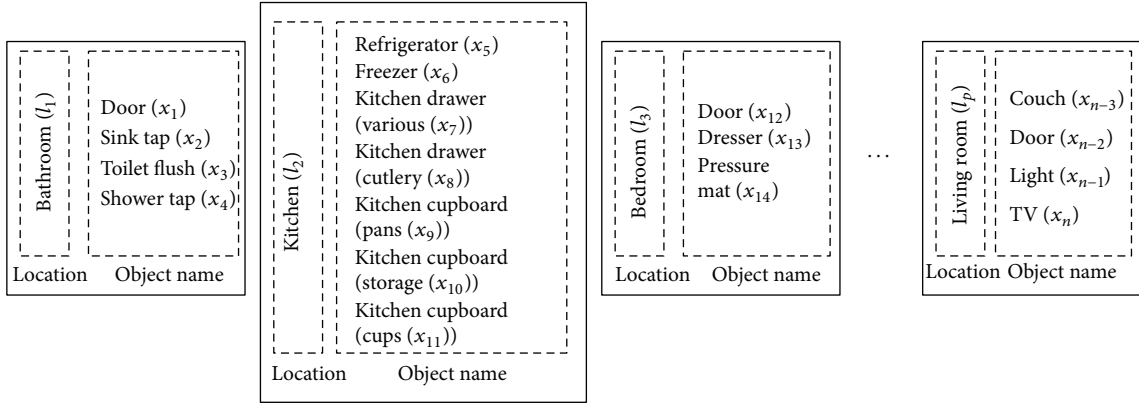 Bathroom (l₁)
Door (x₁)
Sink tap (x₂)
Toilet flush (x₃)
Shower tap (x₄)
Location
Object name
Kitchen (l₂)
Refrigerator (x₅)
Freezer (x₆)
Kitchen drawer
(various (x₇))
Kitchen drawer
(cutlery (x₈))
Kitchen cupboard
(pans (x₉))
Kitchen cupboard
(storage (x₁₀))
Kitchen cupboard
(cups (x₁₁))
Location
Object name
Bedroom (l₃)
Door (x₁₂)
Dresser (x₁₃)
Pressure
mat (x₁₄)
Location
Object name
⋯
Living room (lₚ)
Couch (xₙ₋₃)
Door (xₙ₋₂)
Light (xₙ₋₁)
TV (xₙ)
Location
Object name